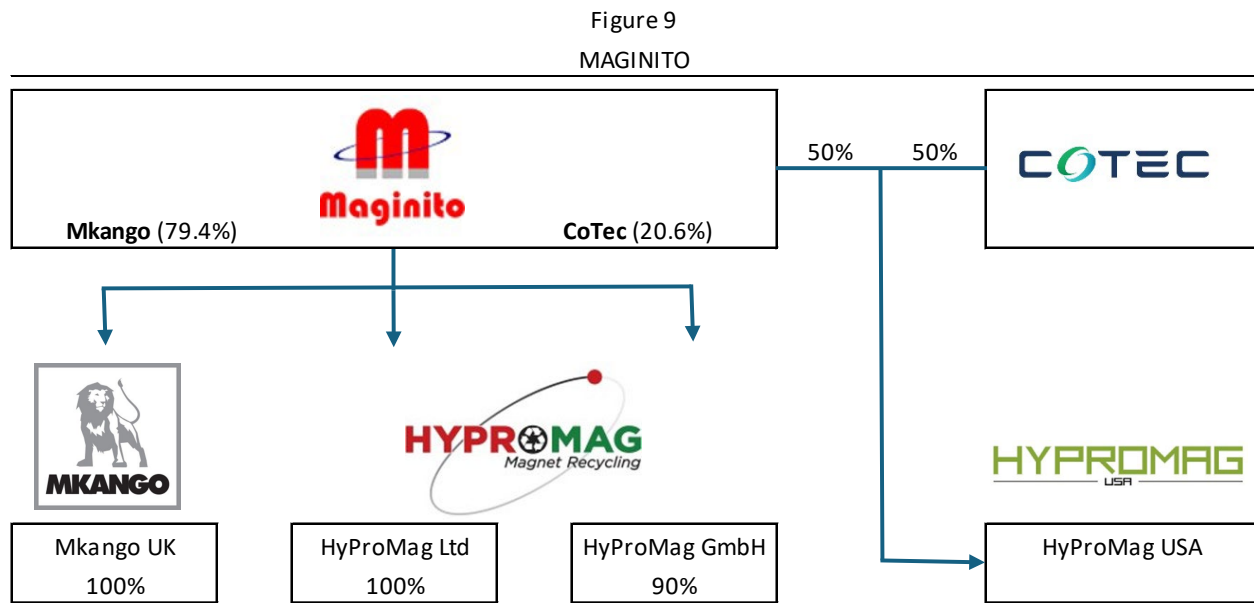 Figure 9
MAGINITO
m
Maginito
Mkango (79.4%)
CoTec (20.6%)
50%
50%
COTEC
MKANGO
HYPROMAG
Magnet Recycling
HYPROMAG
USA
Mkango UK
100%
HyProMag Ltd
100%
HyProMag GmbH
90%
HyProMag USA